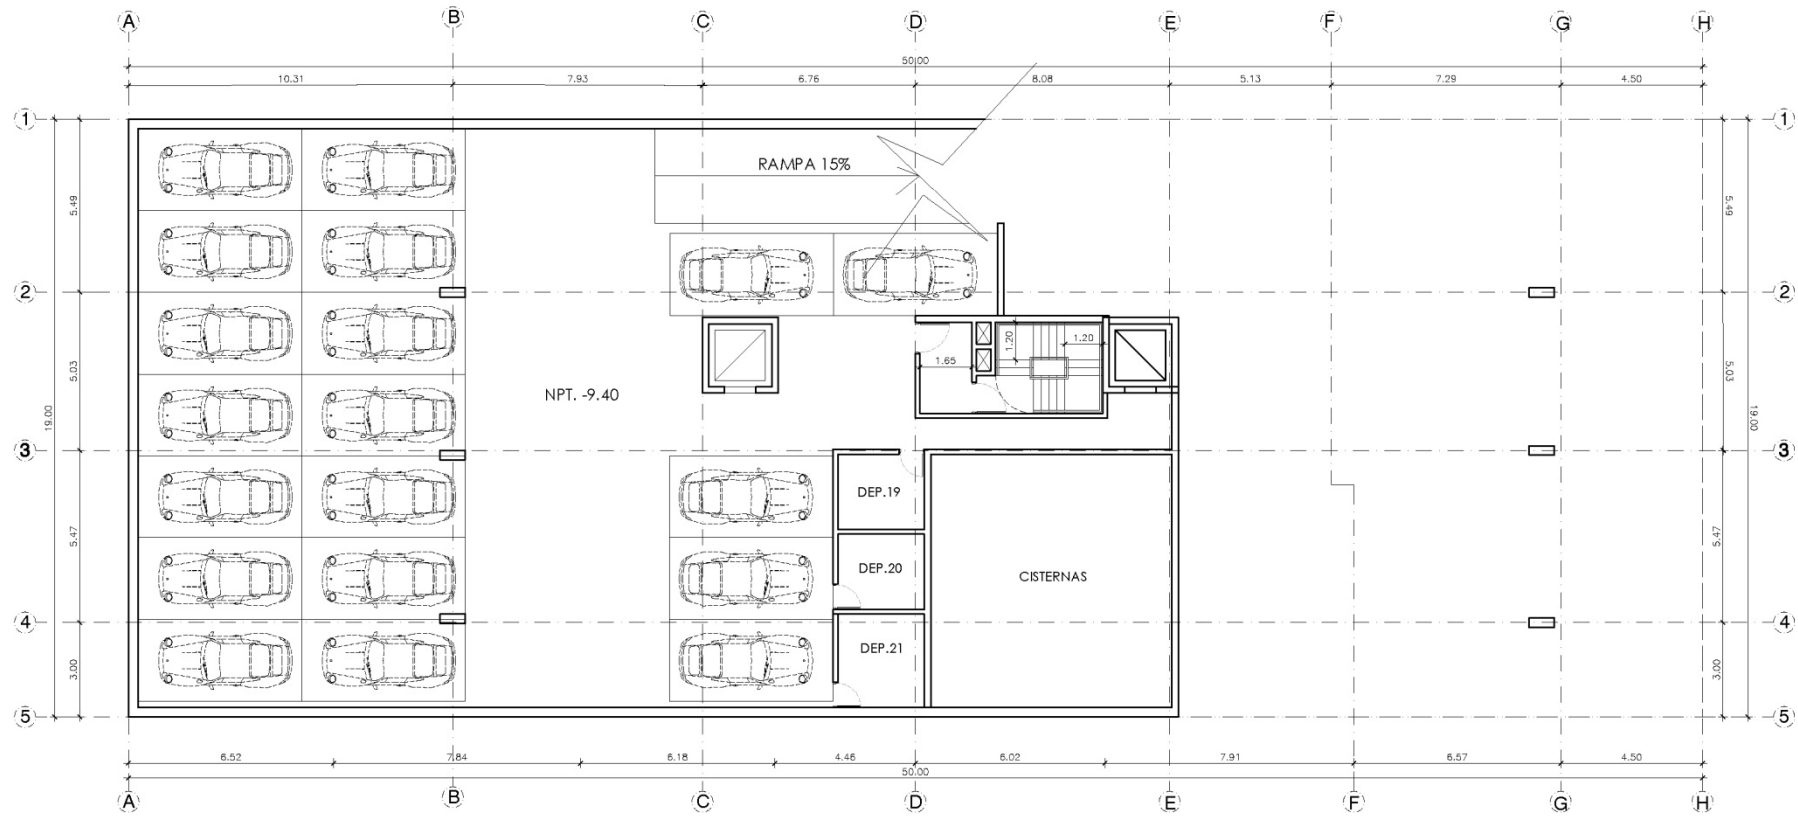 A B C D E F G H
50.00
10.31 7.93 6.76 8.08 5.13 7.29 4.50
1 1
RAMPA 15%
5.49 5.49
2 2
1.20 1.20
1.65
5.03 5.03
NPT. -9.40
19.00 19.00
3 3
DEP.19
5.47 5.47
DEP.20
CISTERNAS
4 4
DEP.21
3.00 3.00
5 5
6.52 7.84 6.18 4.46 6.02 7.91 6.57 4.50
50.00
A B C D E F G H